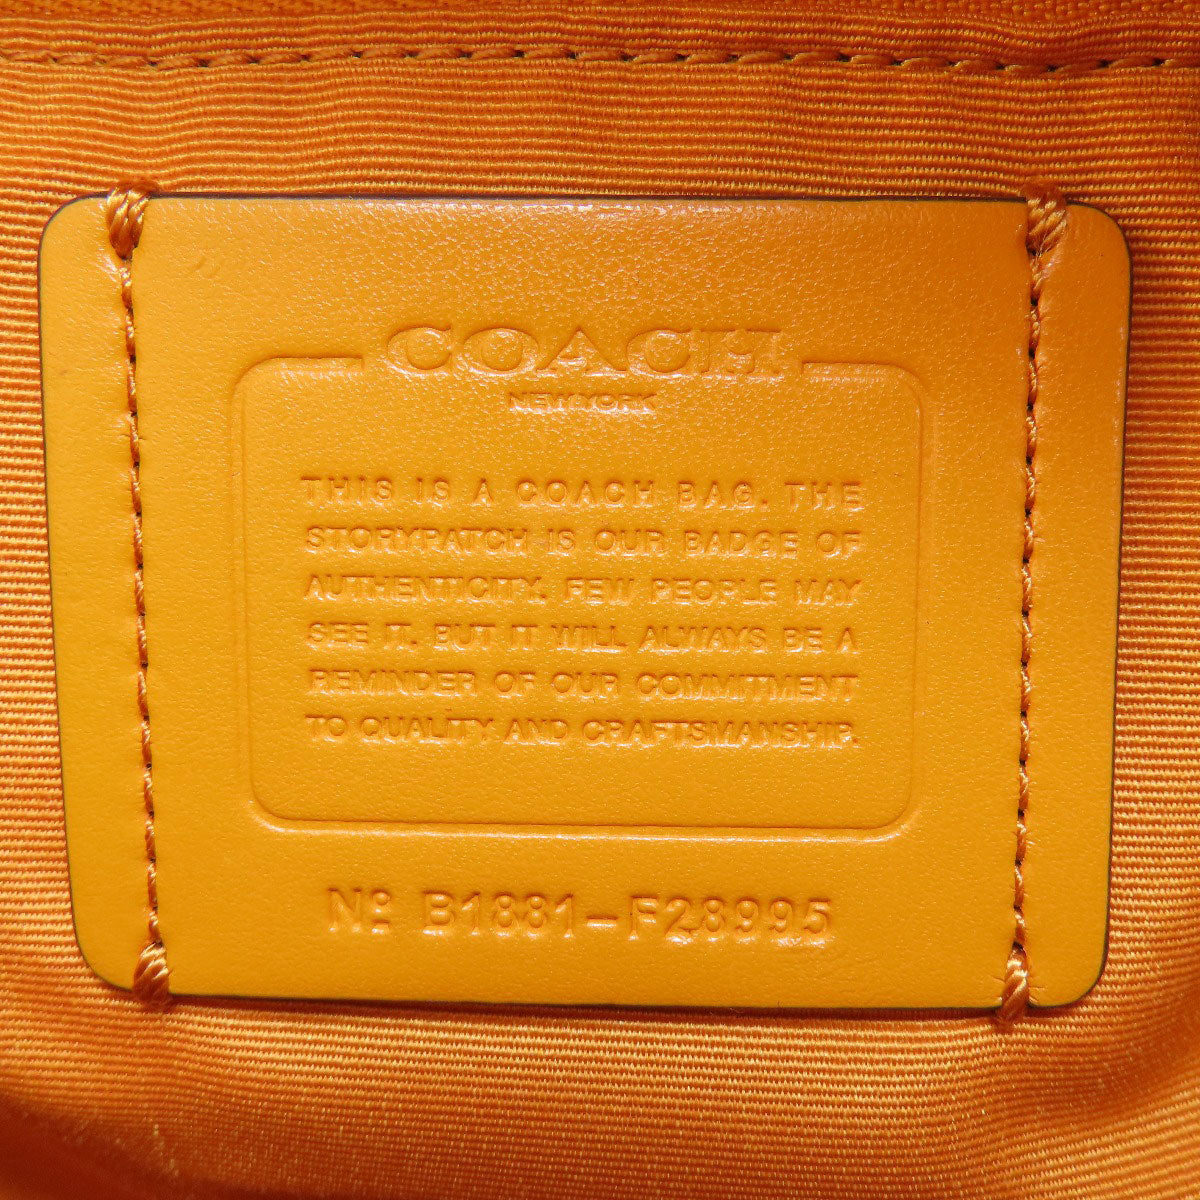 COACH
NEW YORK
THIS IS A COACH BAG. THE
STORYPATCH IS OUR BADGE OF
AUTHENTICITY. FEW PEOPLE MAY
SEE IT. BUT IT WILL ALWAYS BE A
REMINDER OF OUR COMMITMENT
TO QUALITY AND CRAFTSMANSHIP.
Nº B1881-F28995